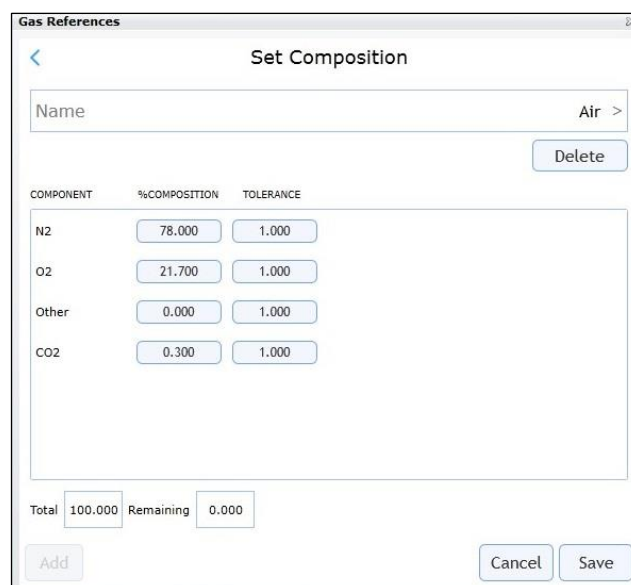 Gas References
Set Composition
Name Air >
Delete
COMPONENT %COMPOSITION TOLERANCE
N2 78.000 1.000
O2 21.700 1.000
Other 0.000 1.000
CO2 0.300 1.000
Total 100.000 Remaining 0.000
Add Cancel Save